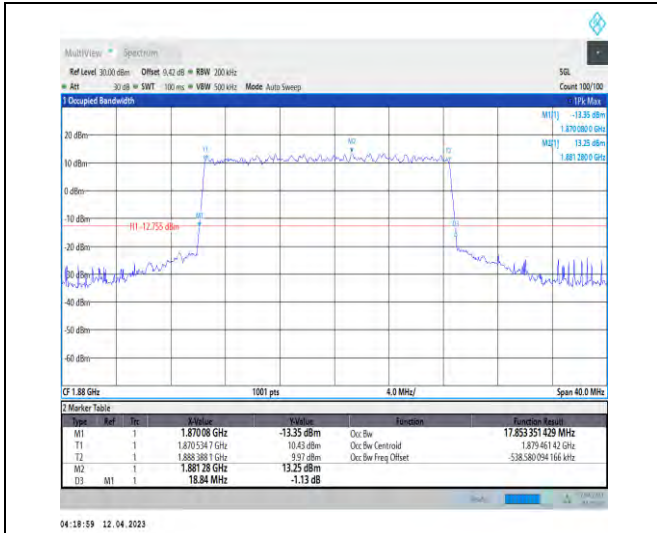 MultiView Spectrum
Ref Level 30.00 dBm Offset 9.42 dB RBW 200 kHz SGL
Att 30 dB SWT 100 ms VBW 500 kHz Mode Auto Sweep Count 100/100
1 Occupied Bandwidth 1Pk Max
M1[1] -13.35 dBm
1.870 080 0 GHz
M2[1] 13.25 dBm
1.881 280 0 GHz
20 dBm
T1 M2 T2
10 dBm
0 dBm
-10 dBm
M1
H1 -12.755 dBm
D3
-20 dBm
-30 dBm
-40 dBm
-50 dBm
-60 dBm
CF 1.88 GHz 1001 pts 4.0 MHz/ Span 40.0 MHz
2 Marker Table
Type Ref Trc X-Value Y-Value Function Function Result
M1 1 1.87008 GHz -13.35 dBm Occ Bw 17.853 351 429 MHz
T1 1 1.870 534 7 GHz 10.43 dBm Occ Bw Centroid 1.879 461 42 GHz
T2 1 1.888 388 1 GHz 9.97 dBm Occ Bw Freq Offset -538.580 094 166 kHz
M2 1 1.88128 GHz 13.25 dBm
D3 M1 1 18.84 MHz -1.13 dB
04:18:59 12.04.2023